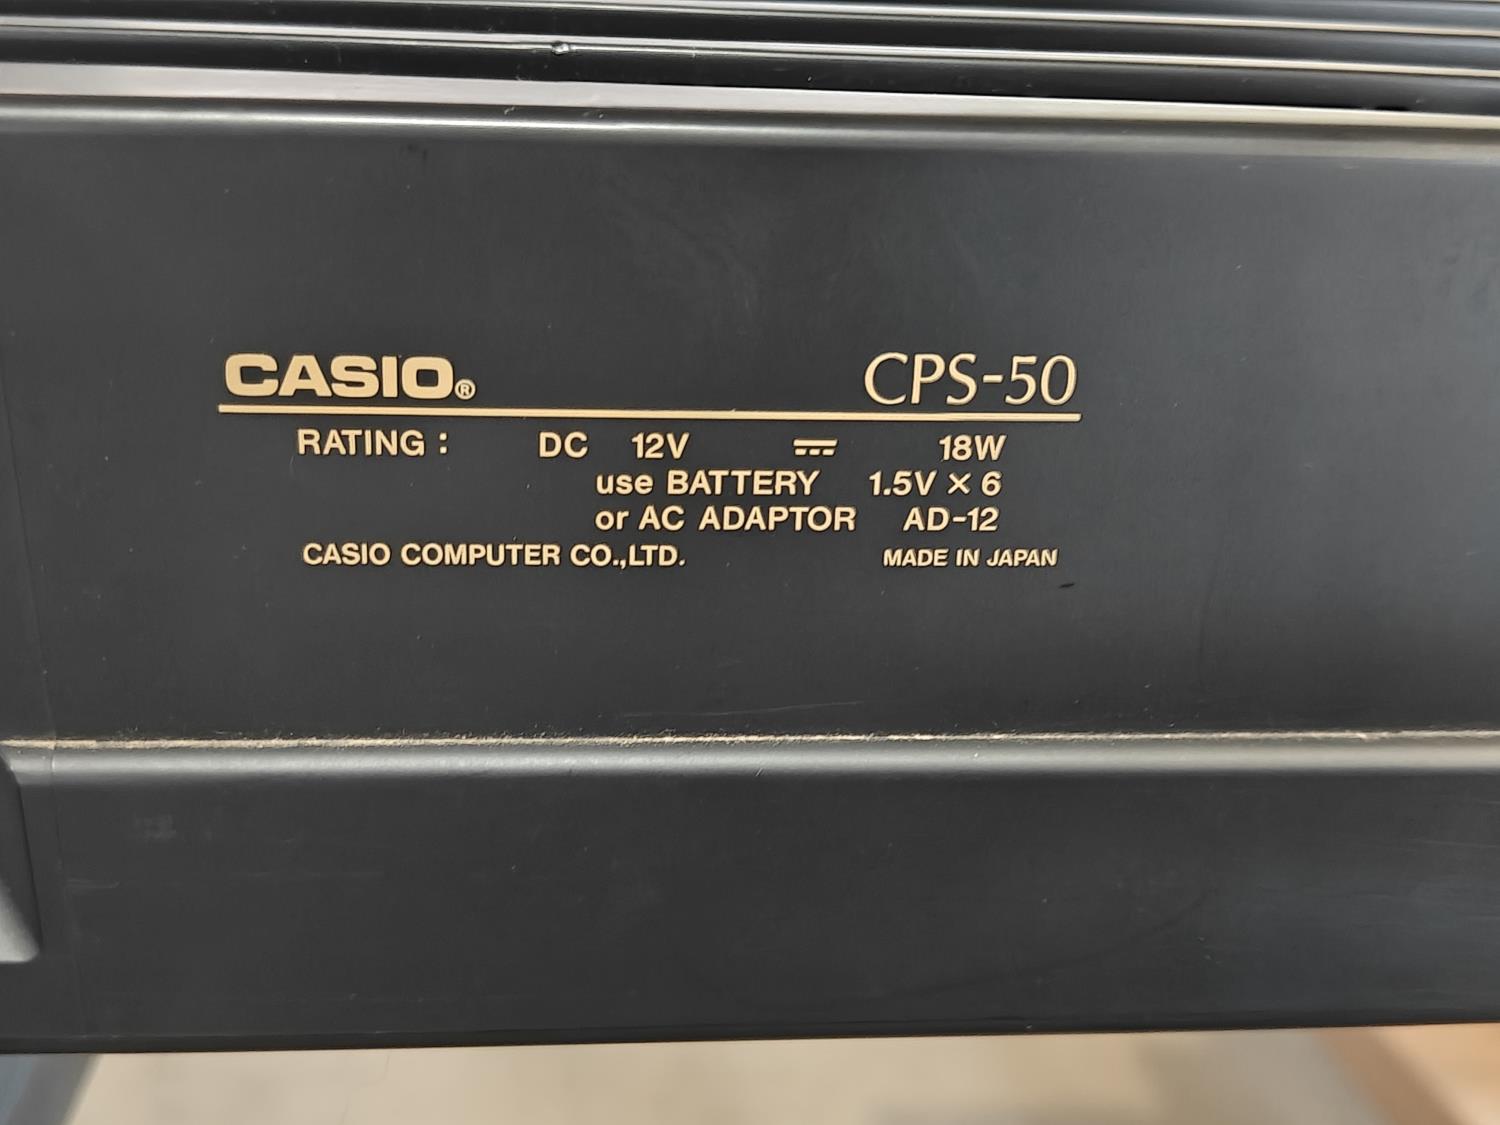 CASIO® CPS-50
RATING : DC 12V ⎓ 18W
use BATTERY 1.5V × 6
or AC ADAPTOR AD-12
CASIO COMPUTER CO.,LTD. MADE IN JAPAN